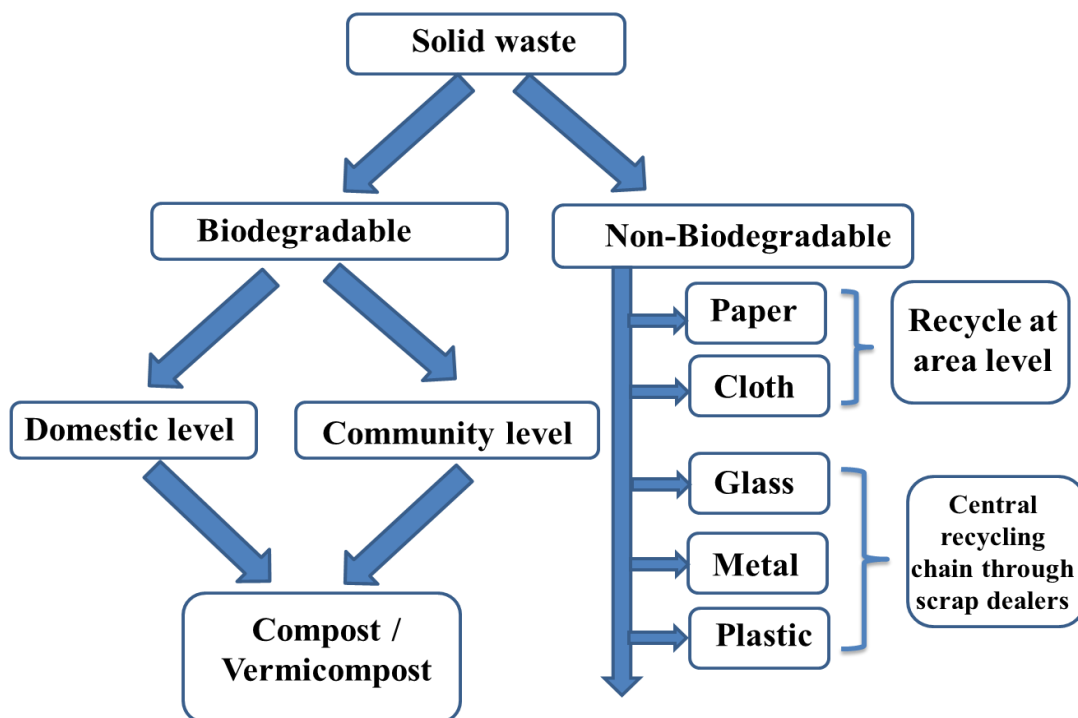 Solid waste
Biodegradable
Non-Biodegradable
Paper
Cloth
Recycle at
area level
Domestic level
Community level
Glass
Metal
Plastic
Central
recycling
chain through
scrap dealers
Compost /
Vermicompost